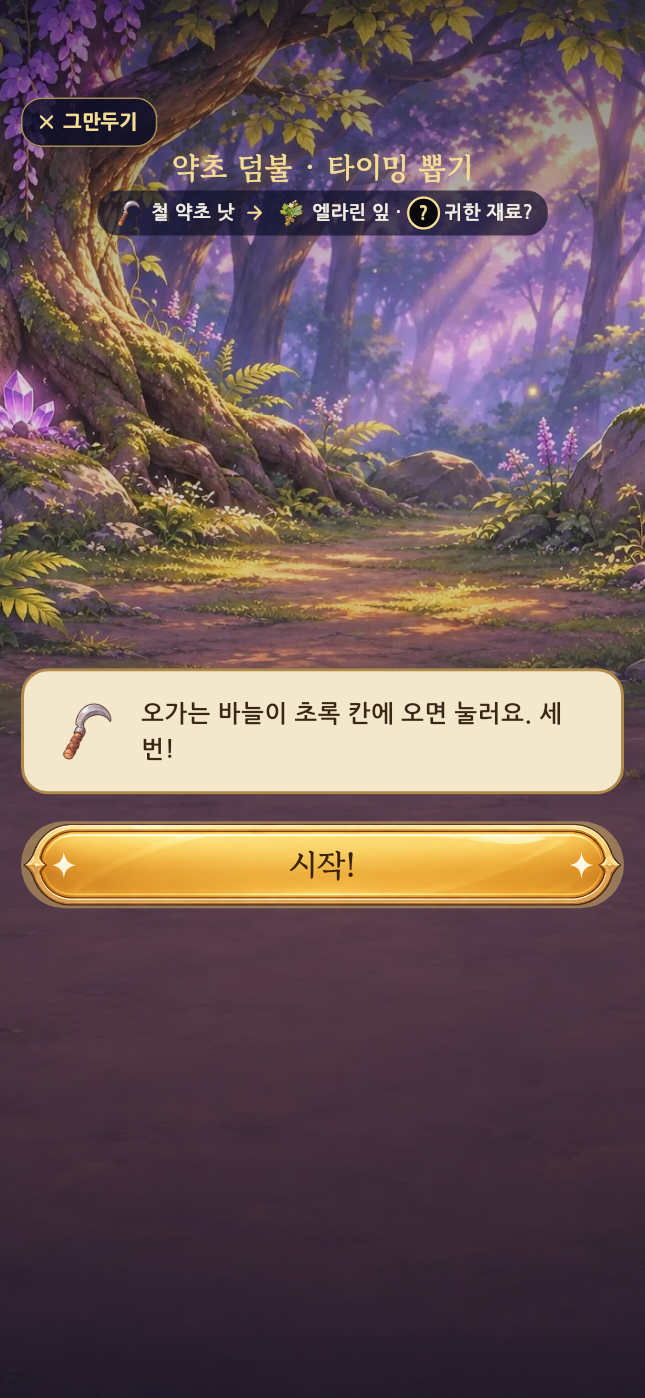 × 그만두기
약초 덤불 · 타이밍 뽑기
철 약초 낫 → 엘라린 잎 · ? 귀한 재료?
오가는 바늘이 초록 칸에 오면 눌러요. 세
번!
시작!